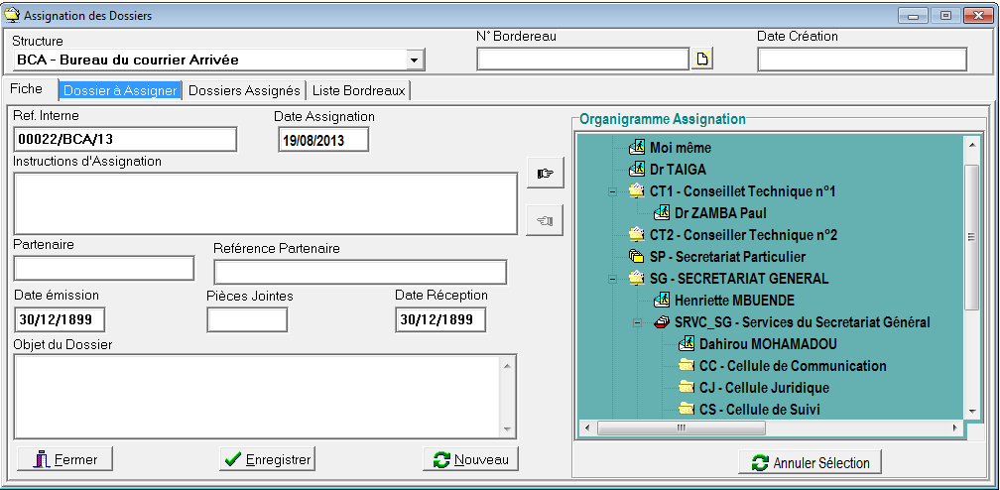 Assignation des Dossiers
Structure
BCA - Bureau du courrier Arrivée
N° Bordereau
Date Création
Fiche
Dossier à Assigner
Dossiers Assignés
Liste Bordreaux
Ref. Interne
00022/BCA/13
Date Assignation
19/08/2013
Instructions d'Assignation
Partenaire
Reférence Partenaire
Date émission
30/12/1899
Pièces Jointes
Date Réception
30/12/1899
Objet du Dossier
Fermer
Enregistrer
Nouveau
Organigramme Assignation
Moi même
Dr TAIGA
CT1 - Conseillet Technique n°1
Dr ZAMBA Paul
CT2 - Conseiller Technique n°2
SP - Secretariat Particulier
SG - SECRETARIAT GENERAL
Henriette MBUENDE
SRVC_SG - Services du Secretariat Général
Dahirou MOHAMADOU
CC - Cellule de Communication
CJ - Cellule Juridique
CS - Cellule de Suivi
Annuler Sélection